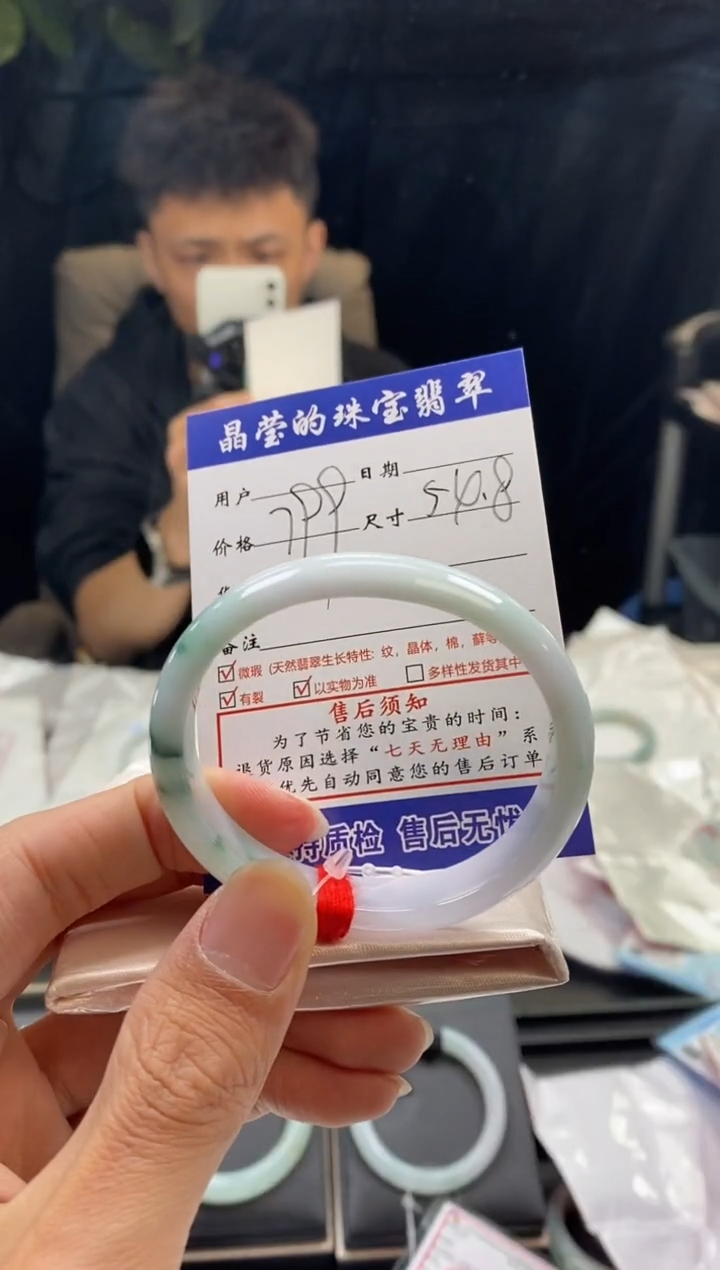 晶莹的珠宝翡翠
用户 日期
价格 799 尺寸 56.8
备注
微瑕 (天然翡翠生长特性: 纹, 晶体, 棉, 藓等
有裂 以实物为准 多样性发货其中
售后须知
为了节省您的宝贵的时间:
退货原因选择“七天无理由”系
优先自动同意您的售后订单
质检 售后无忧